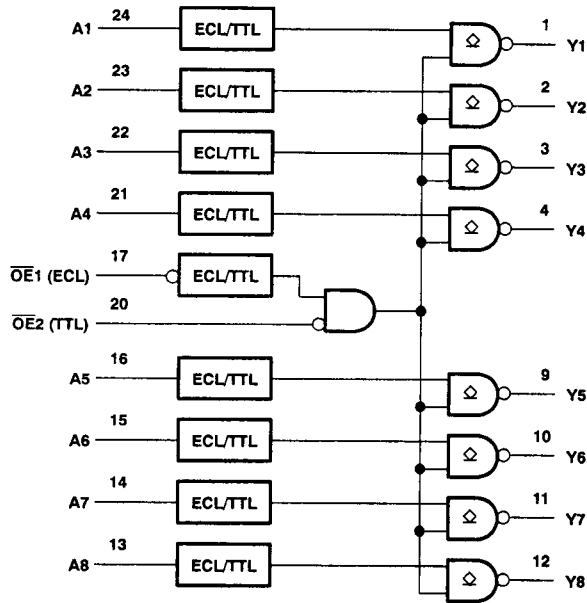 A1 24 ECL/TTL 1 Y1
A2 23 ECL/TTL 2 Y2
A3 22 ECL/TTL 3 Y3
A4 21 ECL/TTL 4 Y4
OE1 (ECL) 17 ECL/TTL
OE2 (TTL) 20
A5 16 ECL/TTL 9 Y5
A6 15 ECL/TTL 10 Y6
A7 14 ECL/TTL 11 Y7
A8 13 ECL/TTL 12 Y8